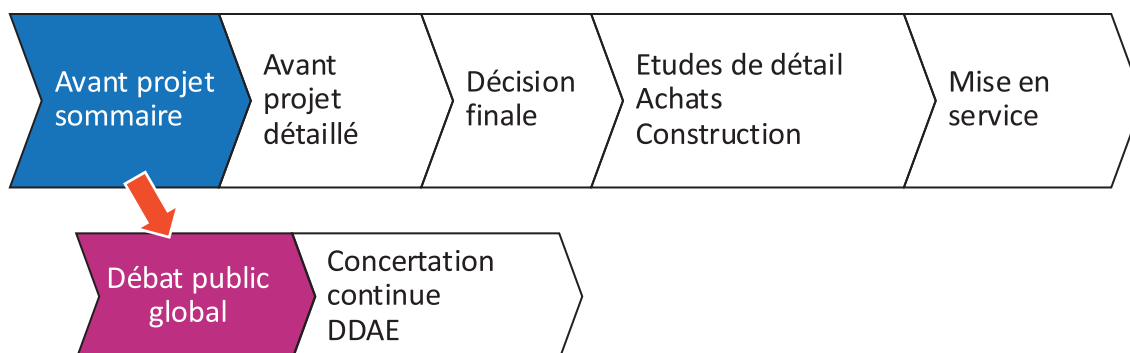 Avant projet
sommaire
Avant
projet
détaillé
Décision
finale
Etudes de détail
Achats
Construction
Mise en
service
Débat public
global
Concertation
continue
DDAE